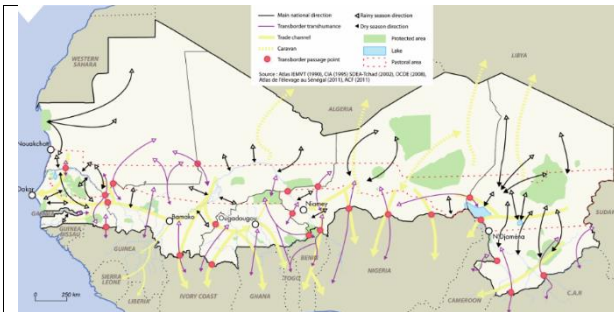 Main national direction
Transborder transhumance
Trade channel
Caravan
Transborder passage point
Rainy season direction
Dry season direction
Protected area
Lake
Pastoral area
Source : Atlas IEMVT (1990), CIA (1995) SDEA-Tchad (2002), OCDE (2008),
Atlas de l'élevage au Sénégal (2011), RCF (2011)
WESTERN
SAHARA
ALGERIA
LIBYA
Nouakchott
Dakar
GAMBIA
GUINEA
BISSAU
GUINEA
SIERRA
LEONE
LIBERIA
Bamako
Ouagadougou
IVORY COAST
GHANA
TOGO
BENIN
Niamey
NIGERIA
CAMEROON
N'Djaména
SUDAN
C.A.R
0
250 km